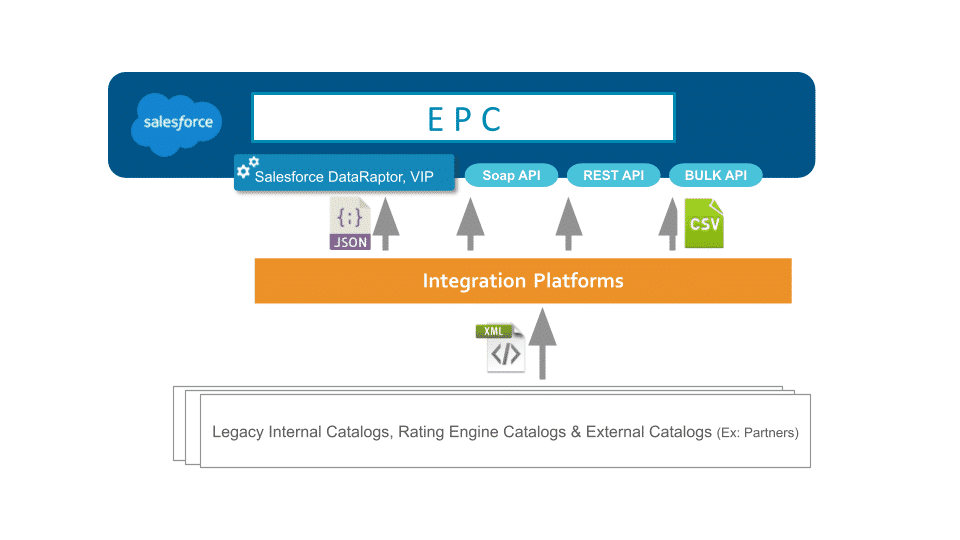 E P C
salesforce
Salesforce DataRaptor, VIP
Soap API
REST API
BULK API
{;}
JSON
CSV
Integration Platforms
XML
</>
Legacy Internal Catalogs, Rating Engine Catalogs & External Catalogs (Ex: Partners)